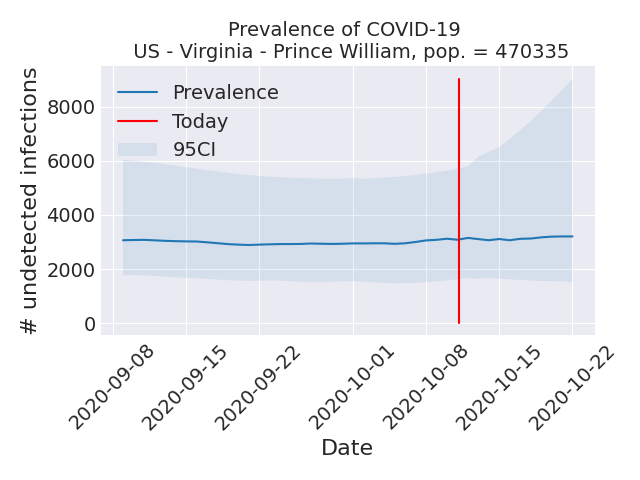 Prevalence of COVID-19
US - Virginia - Prince William, pop. = 470335
# undetected infections
8000
6000
4000
2000
0
Prevalence
Today
95CI
2020-09-08
2020-09-15
2020-09-22
2020-10-01
2020-10-08
2020-10-15
2020-10-22
Date